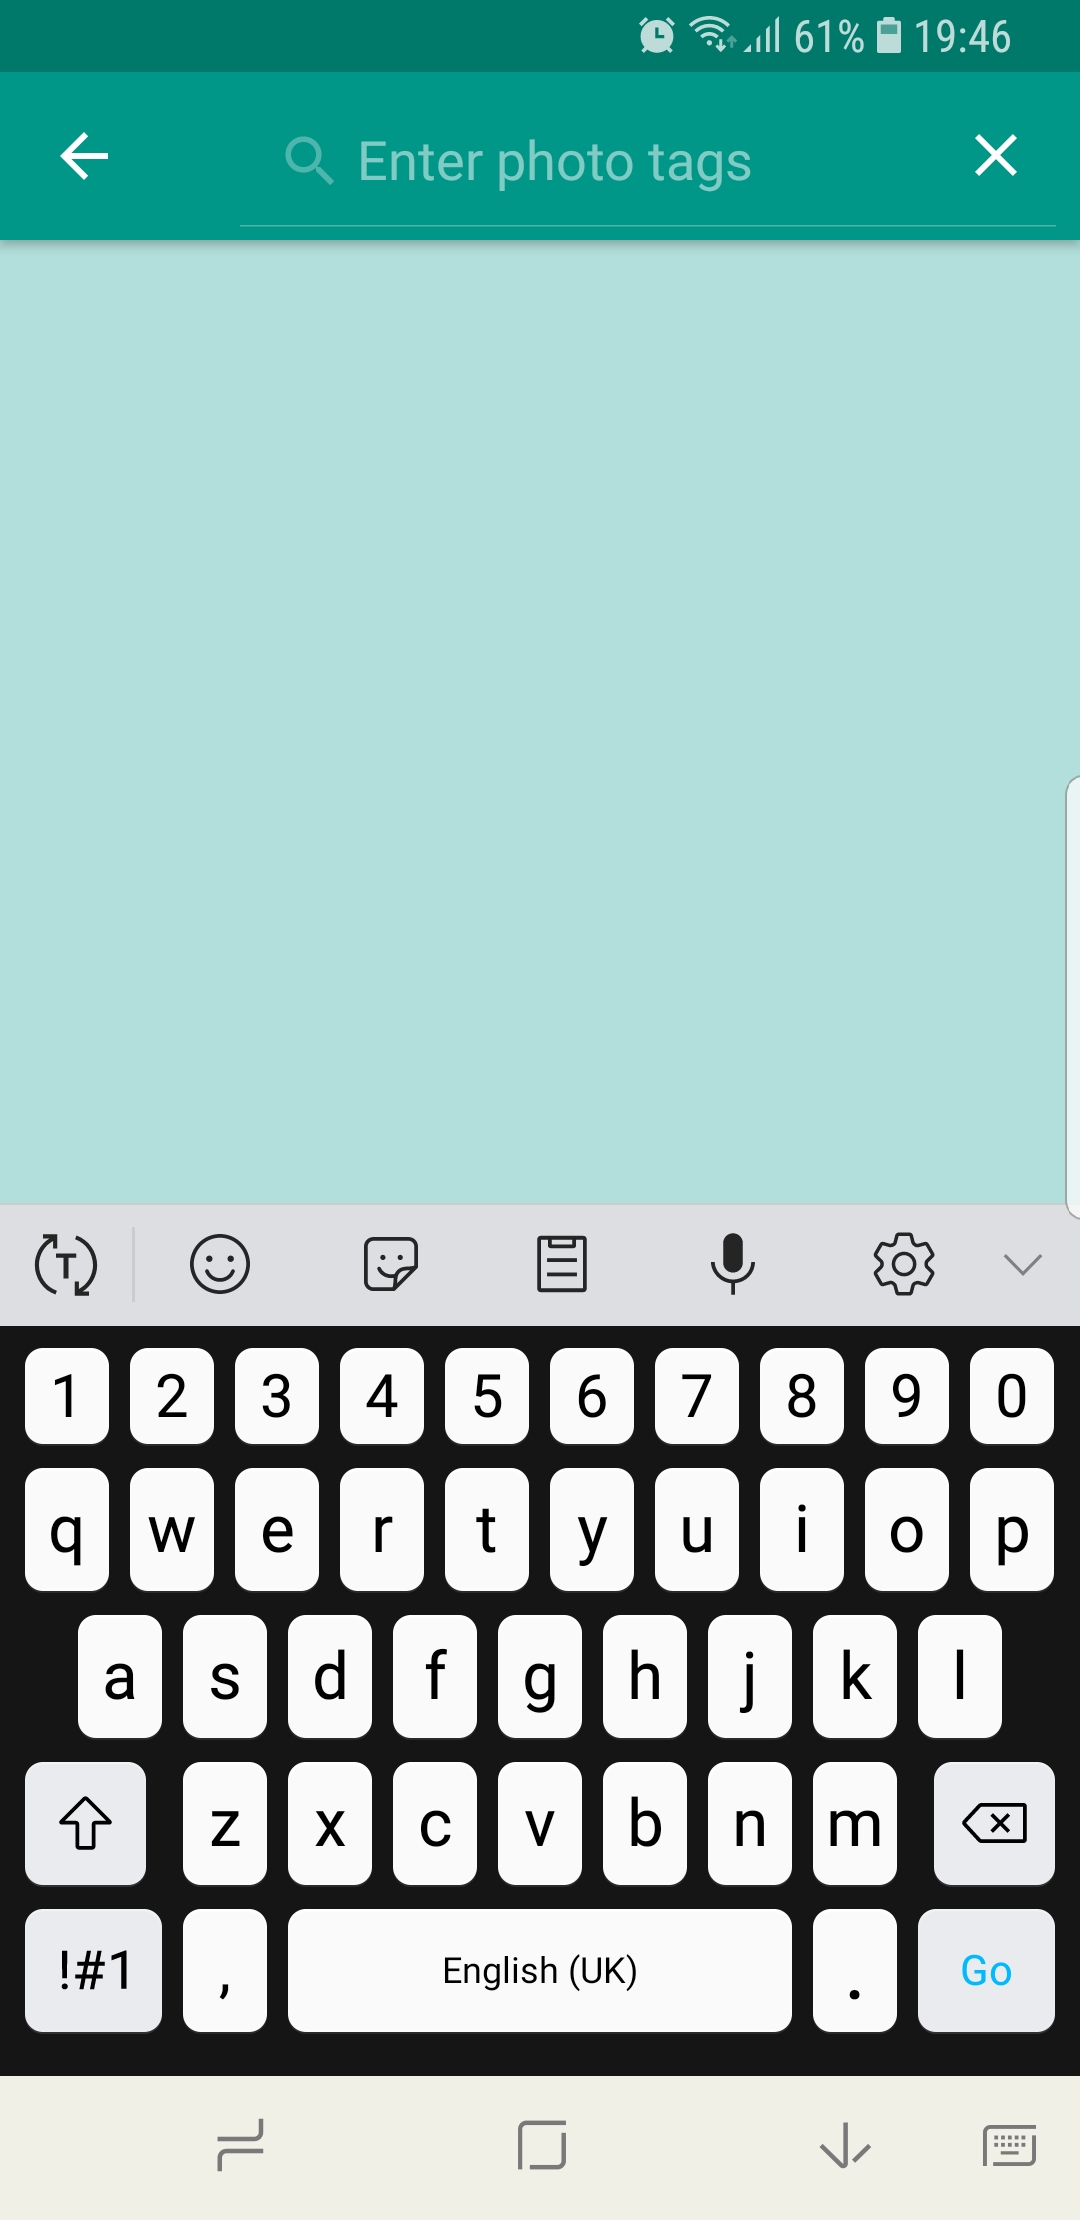 61% 19:46
Enter photo tags
T
1 2 3 4 5 6 7 8 9 0
q w e r t y u i o p
a s d f g h j k l
z x c v b n m
!#1 , English (UK) . Go